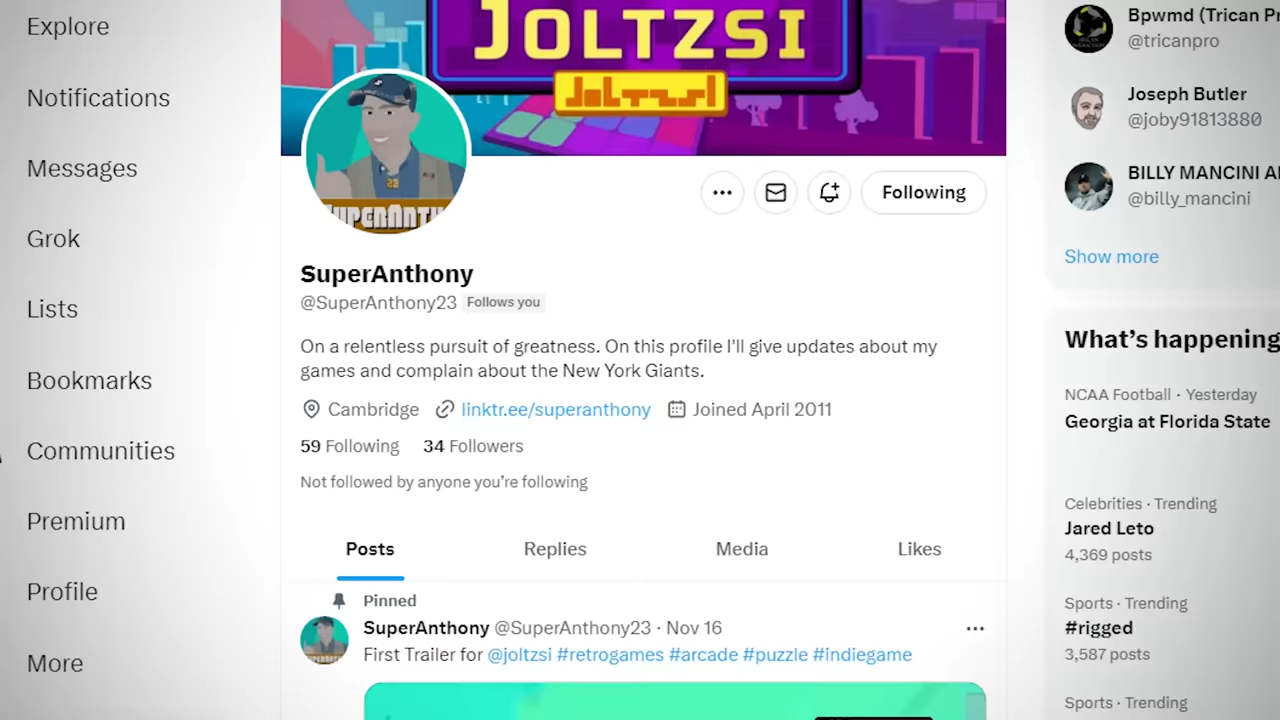 Explore
Notifications
Messages
Grok
Lists
Bookmarks
Communities
Premium
Profile
More
JOLTZSI
JOLTZSI
23
SUPERANTH
Following
SuperAnthony
@SuperAnthony23 Follows you
On a relentless pursuit of greatness. On this profile I'll give updates about my
games and complain about the New York Giants.
Cambridge linktr.ee/superanthony Joined April 2011
59 Following 34 Followers
Not followed by anyone you're following
Posts Replies Media Likes
Pinned
SuperAnthony @SuperAnthony23 · Nov 16
First Trailer for @joltzsi #retrogames #arcade #puzzle #indiegame
Bpwmd (Trican Pr
@tricanpro
Joseph Butler
@joby91813880
BILLY MANCINI A
@billy_mancini
Show more
What's happening
NCAA Football · Yesterday
Georgia at Florida State
Celebrities · Trending
Jared Leto
4,369 posts
Sports · Trending
#rigged
3,587 posts
Sports · Trending